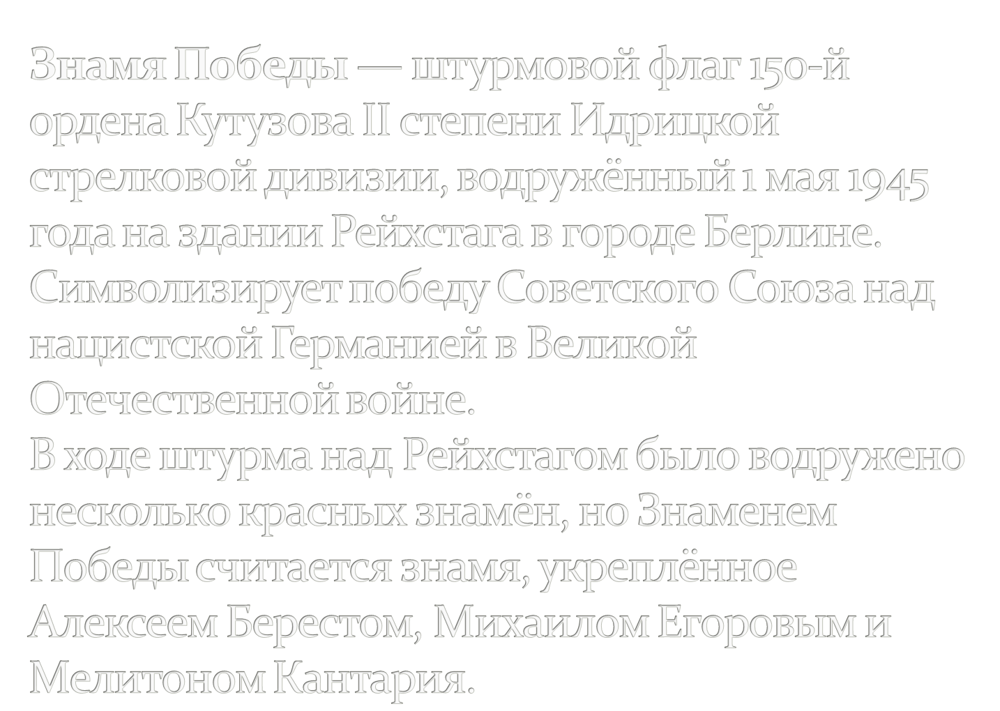 Знамя Победы — штурмовой флаг 150-й
ордена Кутузова II степени Идрицкой
стрелковой дивизии, водружённый 1 мая 1945
года на здании Рейхстага в городе Берлине.
Символизирует победу Советского Союза над
нацистской Германией в Великой
Отечественной войне.
В ходе штурма над Рейхстагом было водружено
несколько красных знамён, но Знаменем
Победы считается знамя, укреплённое
Алексеем Берестом, Михаилом Егоровым и
Мелитоном Кантария.